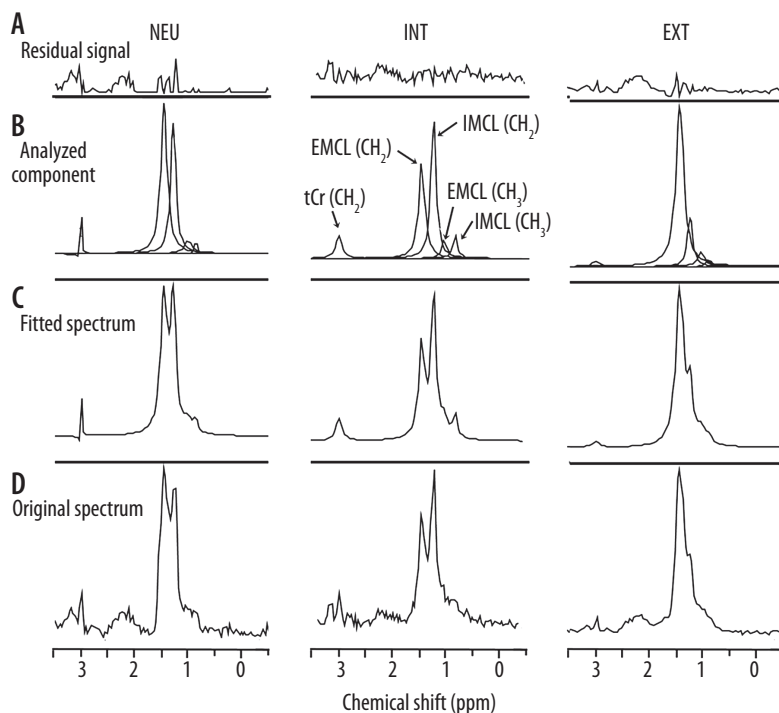 A
NEU INT EXT
Residual signal
B
Analyzed
component
IMCL (CH2)
EMCL (CH2)
tCr (CH2)
EMCL (CH3)
IMCL (CH3)
C
Fitted spectrum
D
Original spectrum
3 2 1 0 3 2 1 0 3 2 1 0
Chemical shift (ppm)